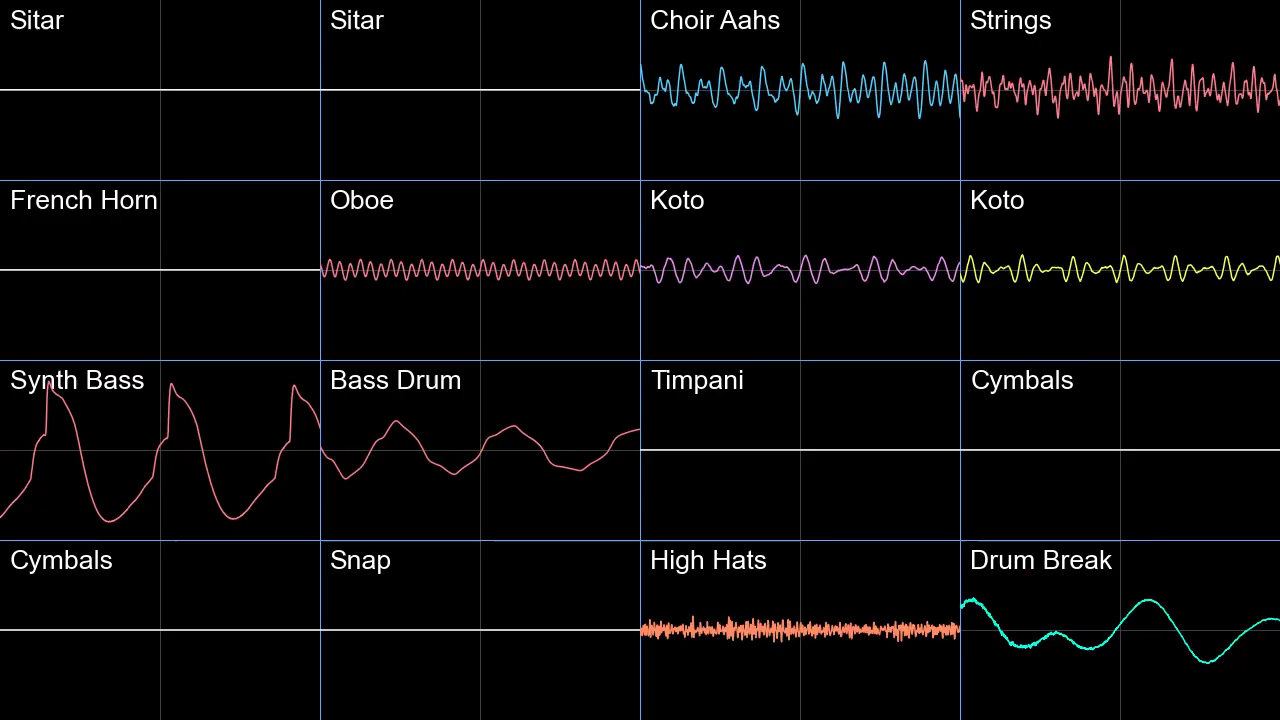 Sitar
Sitar
Choir Aahs
Strings
French Horn
Oboe
Koto
Koto
Synth Bass
Bass Drum
Timpani
Cymbals
Cymbals
Snap
High Hats
Drum Break